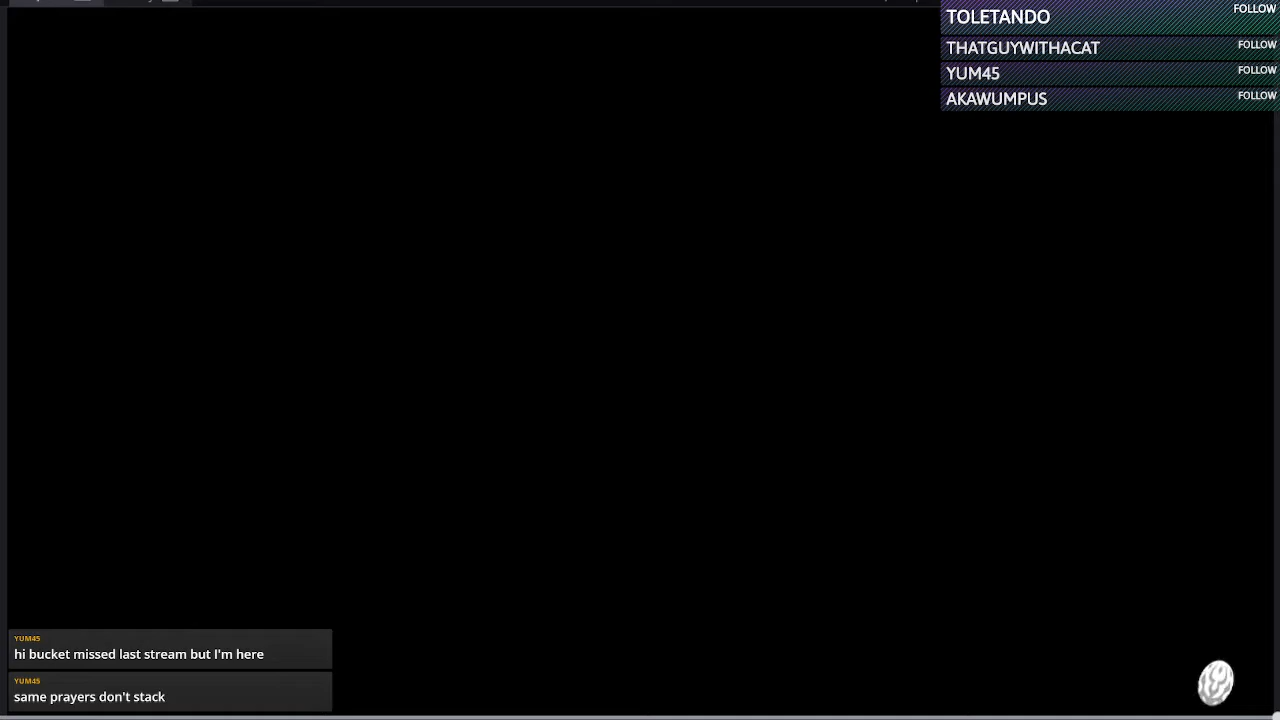 TOLETANDO FOLLOW
THATGUYWITHACAT FOLLOW
YUM45 FOLLOW
AKAWUMPUS FOLLOW
YUM45
hi bucket missed last stream but I'm here
YUM45
same prayers don't stack